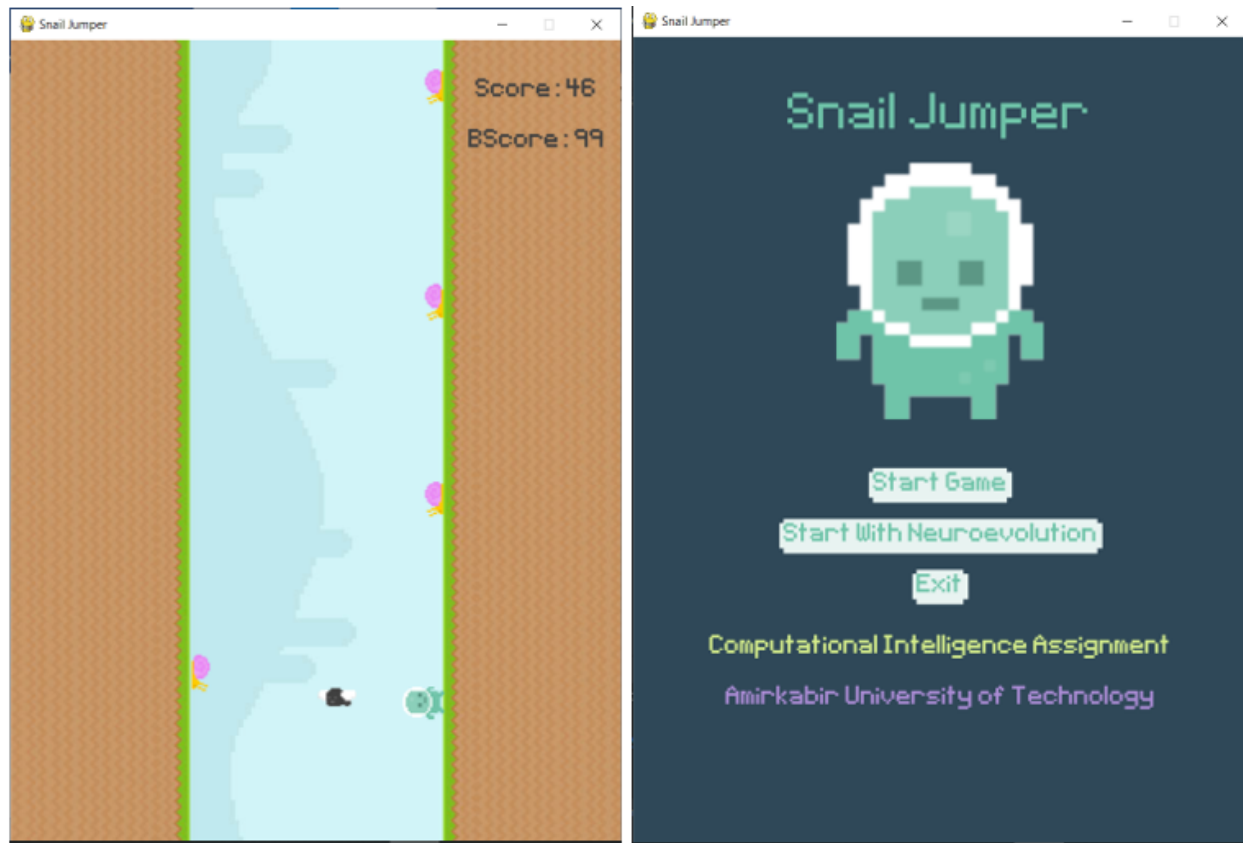 Snail Jumper
Score:46
BScore:99
Snail Jumper
Snail Jumper
Start Game
Start With Neuroevolution
Exit
Computational Intelligence Assignment
Amirkabir University of Technology